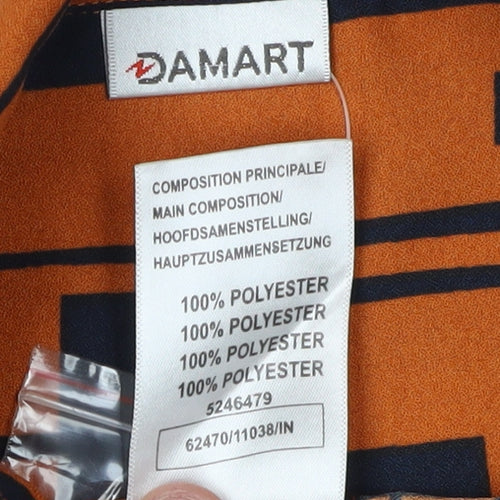 DAMART
COMPOSITION PRINCIPALE/
MAIN COMPOSITION/
HOOFDSAMENSTELLING/
HAUPTZUSAMMENSETZUNG
100% POLYESTER
100% POLYESTER
100% POLYESTER
100% POLYESTER
5246479
62470/11038/IN